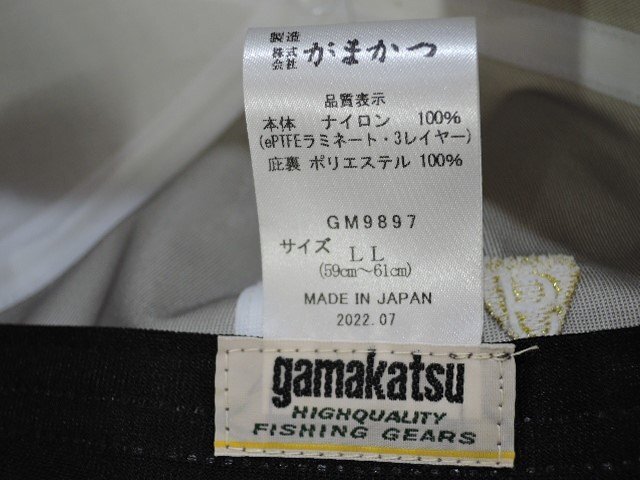 製造
株式会社 がまかつ
品質表示
本体 ナイロン 100%
(ePTFEラミネート・3レイヤー)
庇裏 ポリエステル 100%
GM9897
サイズ LL
(59cm〜61cm)
MADE IN JAPAN
2022.07
gamakatsu
HIGHQUALITY
FISHING GEARS